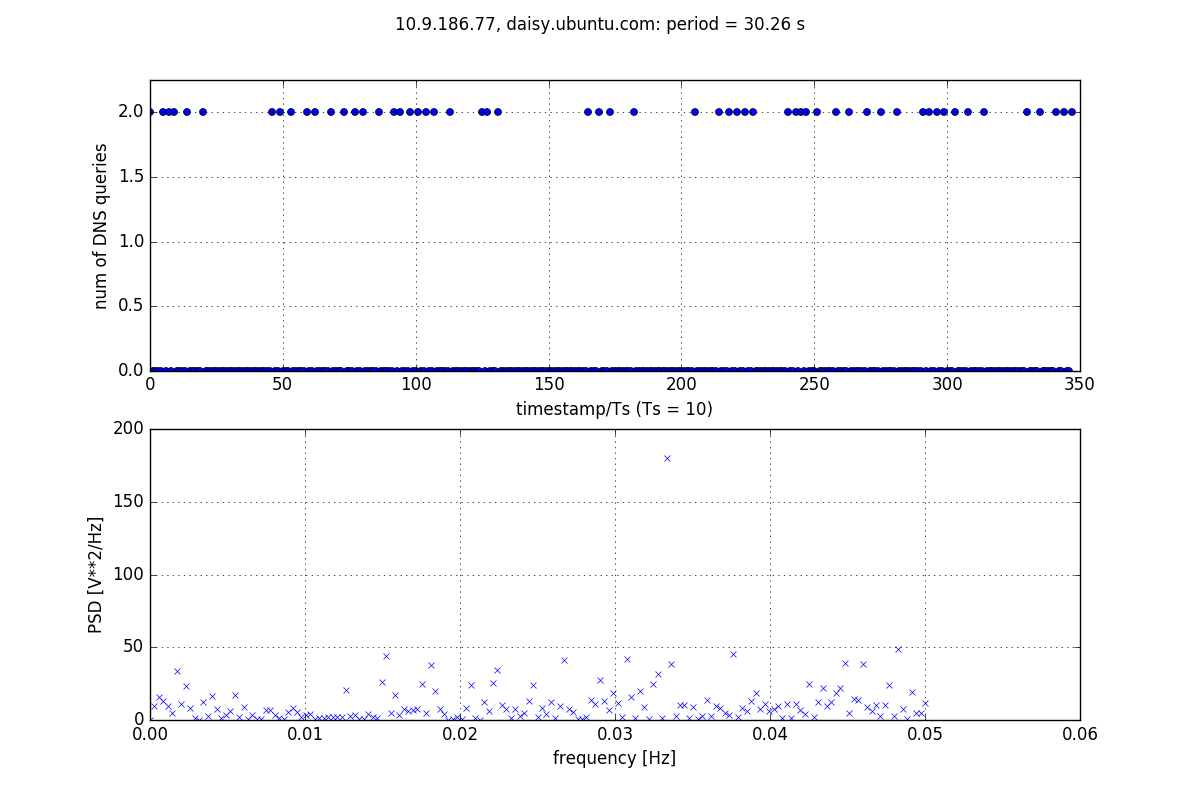 10.9.186.77, daisy.ubuntu.com: period = 30.26 s
2.0
1.5
1.0
0.5
0.0
num of DNS queries
0 50 100 150 200 250 300 350
timestamp/Ts (Ts = 10)
200
150
100
50
0
PSD [V**2/Hz]
0.00 0.01 0.02 0.03 0.04 0.05 0.06
frequency [Hz]